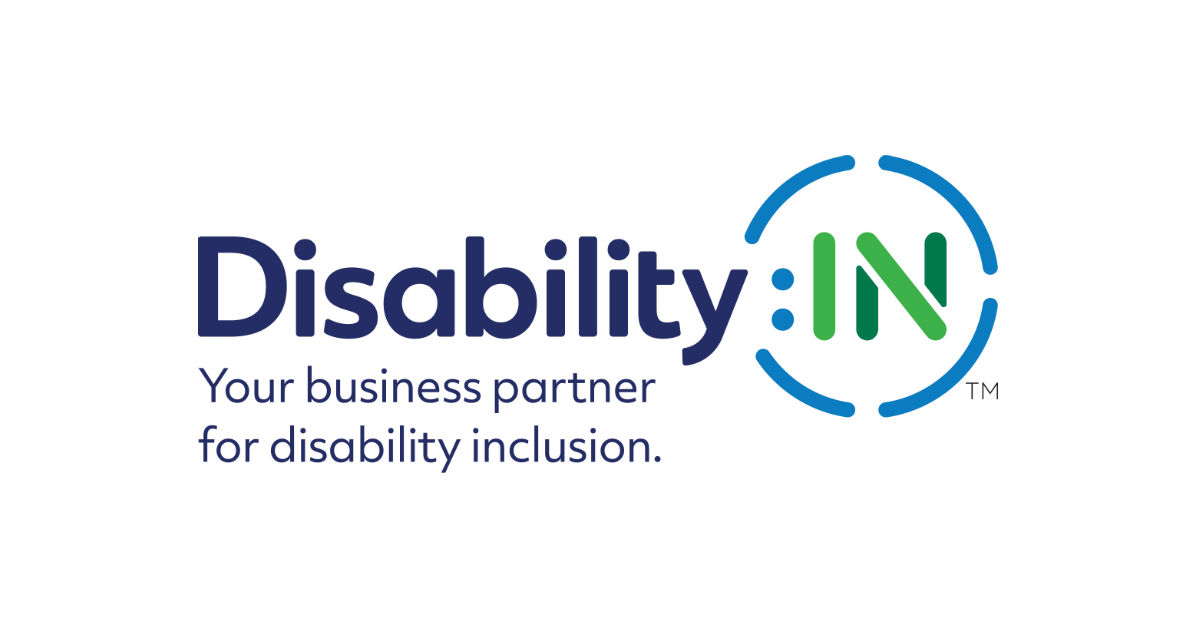 Disability:IN
Your business partner
for disability inclusion.
TM